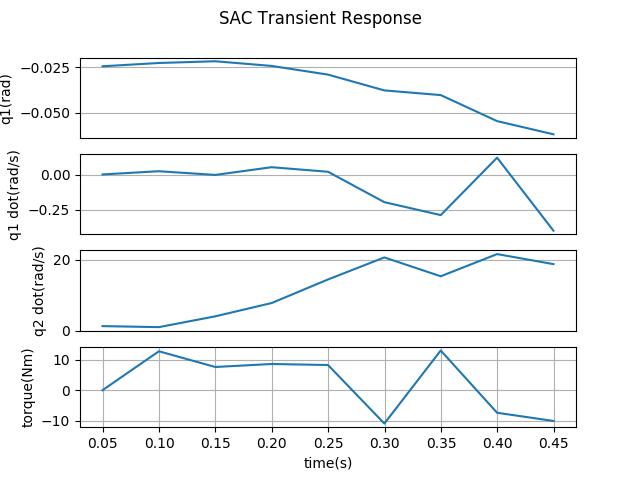 SAC Transient Response
−0.025
−0.050
q1(rad)
0.00
−0.25
q1 dot(rad/s)
20
0
q2 dot(rad/s)
10
0
−10
torque(Nm)
0.05 0.10 0.15 0.20 0.25 0.30 0.35 0.40 0.45
time(s)